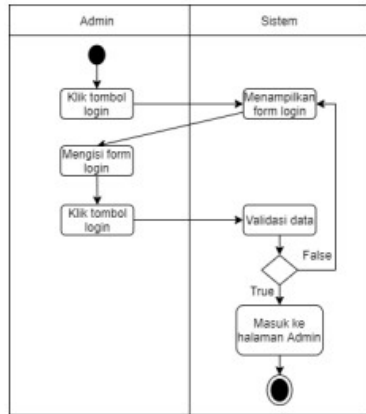 Admin
Sistem
Klik tombol
login
Menampilkan
form login
Mengisi form
login
Klik tombol
login
Validasi data
False
True
Masuk ke
halaman Admin